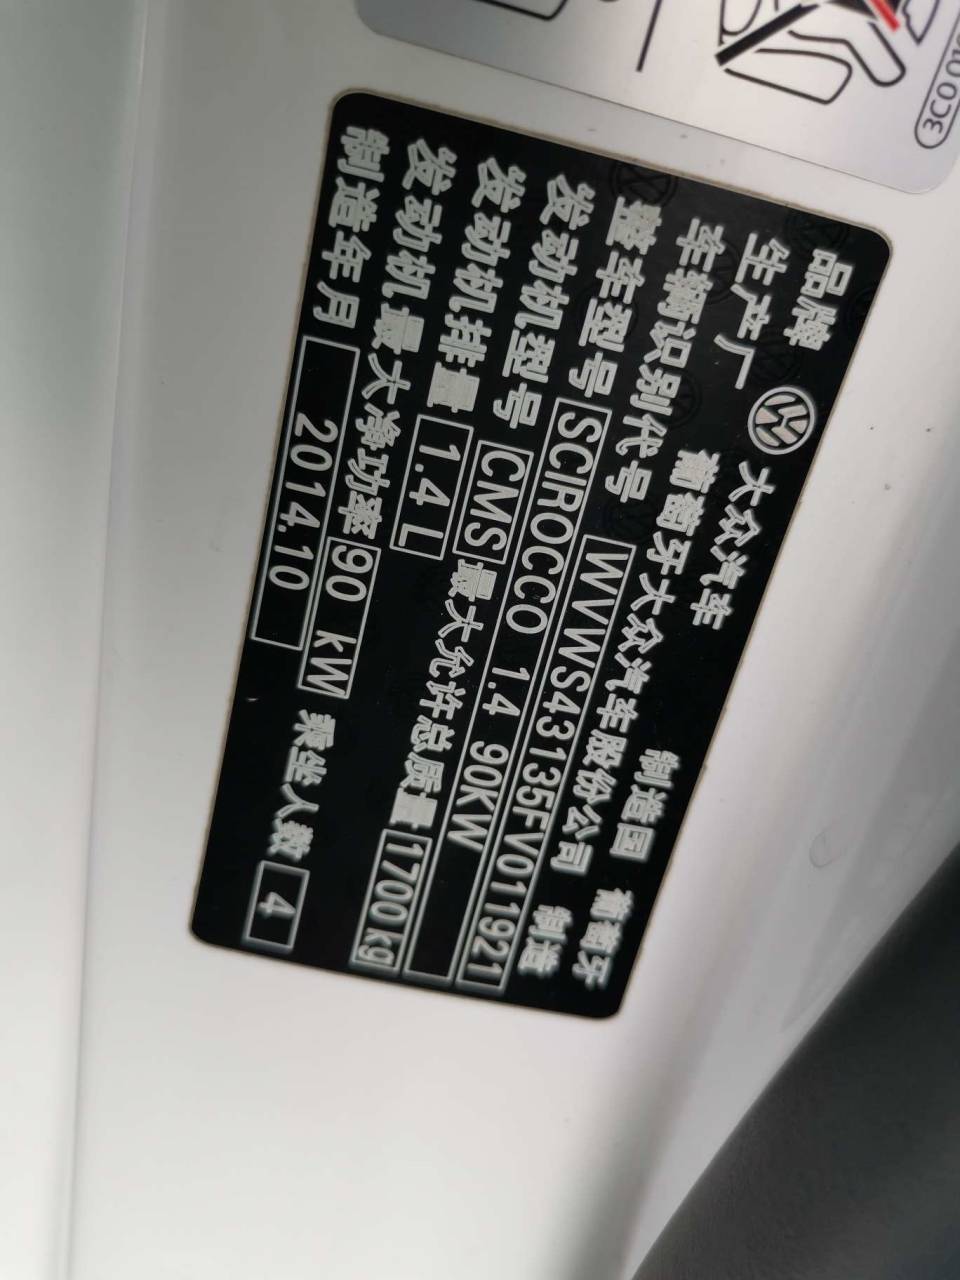 品牌 大众汽车 制造国 葡萄牙
生产厂 葡萄牙大众汽车股份公司 制造
车辆识别代号 WVWS43135FV011921
整车型号 SCIROCCO 1.4 90KW
发动机型号 CMS 最大允许总质量 1700kg
发动机排量 1.4 L
发动机最大净功率 90 kW 乘坐人数 4
制造年月 2014.10
3C0